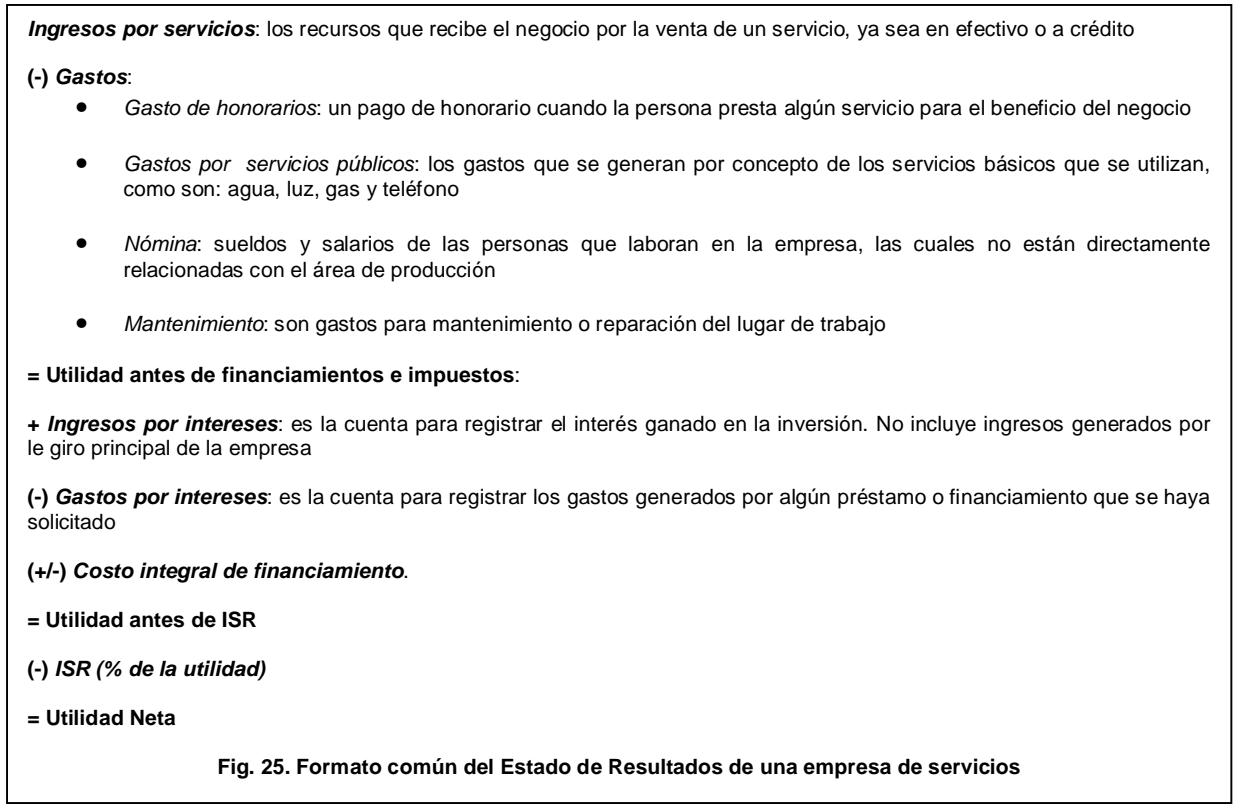 Ingresos por servicios: los recursos que recibe el negocio por la venta de un servicio, ya sea en efectivo o a crédito
(-) Gastos:
• Gasto de honorarios: un pago de honorario cuando la persona presta algún servicio para el beneficio del negocio
• Gastos por servicios públicos: los gastos que se generan por concepto de los servicios básicos que se utilizan,
como son: agua, luz, gas y teléfono
• Nómina: sueldos y salarios de las personas que laboran en la empresa, las cuales no están directamente
relacionadas con el área de producción
• Mantenimiento: son gastos para mantenimiento o reparación del lugar de trabajo
= Utilidad antes de financiamientos e impuestos:
+ Ingresos por intereses: es la cuenta para registrar el interés ganado en la inversión. No incluye ingresos generados por
le giro principal de la empresa
(-) Gastos por intereses: es la cuenta para registrar los gastos generados por algún préstamo o financiamiento que se haya
solicitado
(+/-) Costo integral de financiamiento.
= Utilidad antes de ISR
(-) ISR (% de la utilidad)
= Utilidad Neta
Fig. 25. Formato común del Estado de Resultados de una empresa de servicios